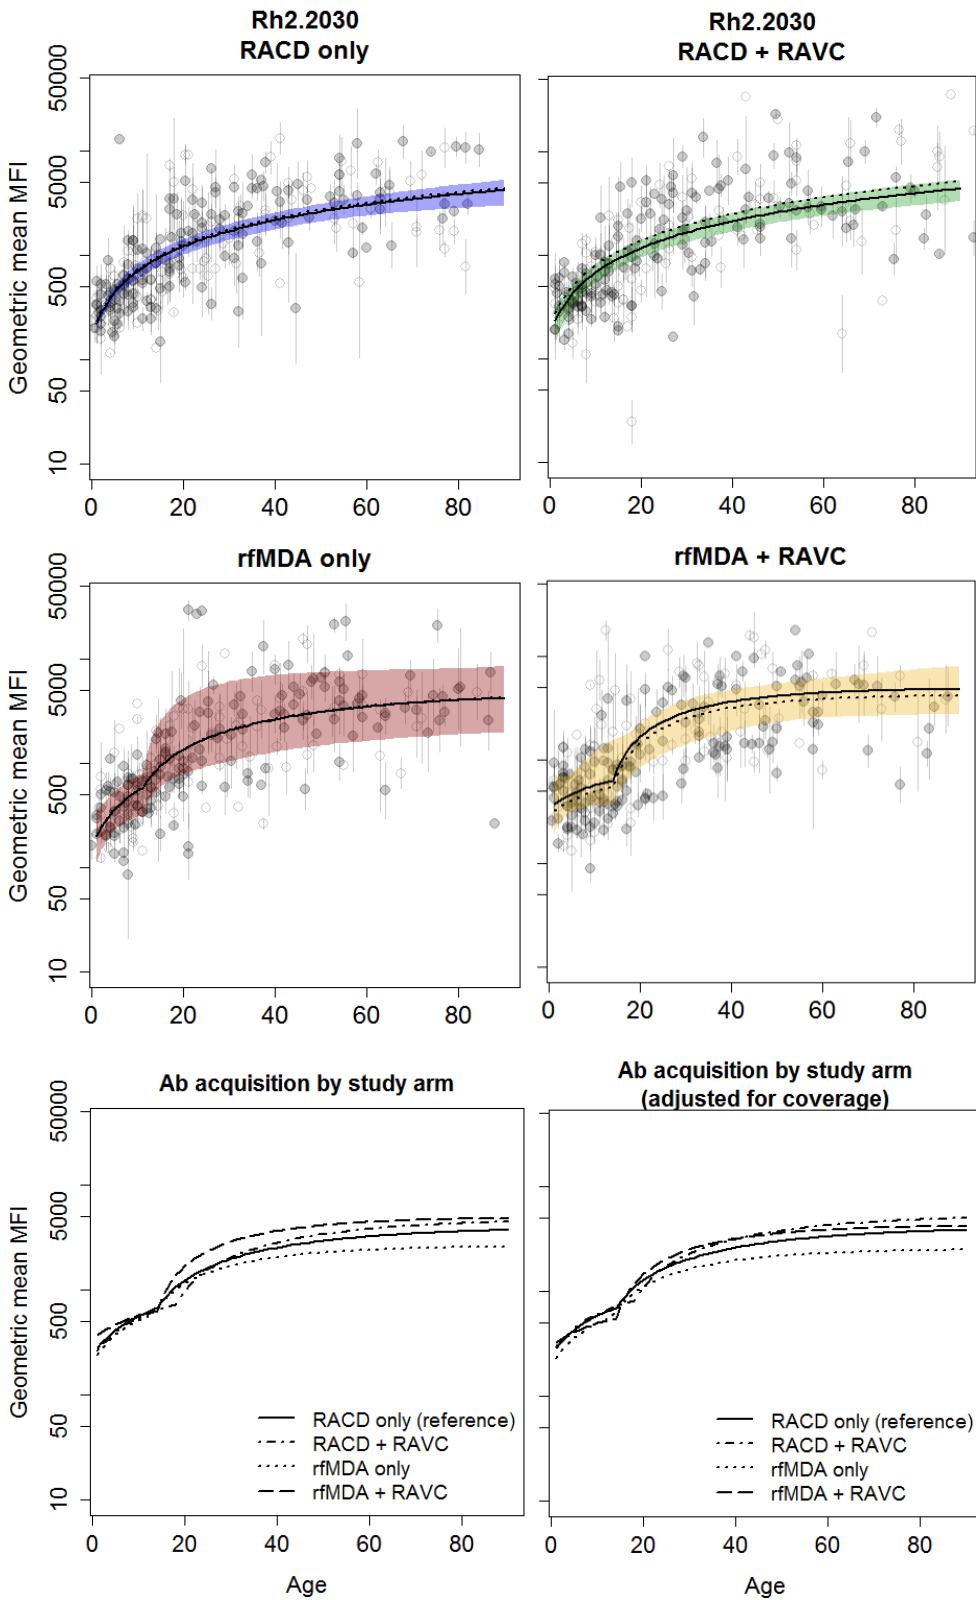 Rh2.2030
RACD only
Rh2.2030
RACD + RAVC
Geometric mean MFI
50000
5000
500
50
10
0 20 40 60 80
0 20 40 60 80
rfMDA only
rfMDA + RAVC
Geometric mean MFI
50000
5000
500
50
10
0 20 40 60 80
0 20 40 60 80
Ab acquisition by study arm
Ab acquisition by study arm
(adjusted for coverage)
Geometric mean MFI
50000
5000
500
50
10
RACD only (reference)
RACD + RAVC
rfMDA only
rfMDA + RAVC
RACD only (reference)
RACD + RAVC
rfMDA only
rfMDA + RAVC
0 20 40 60 80
0 20 40 60 80
Age
Age